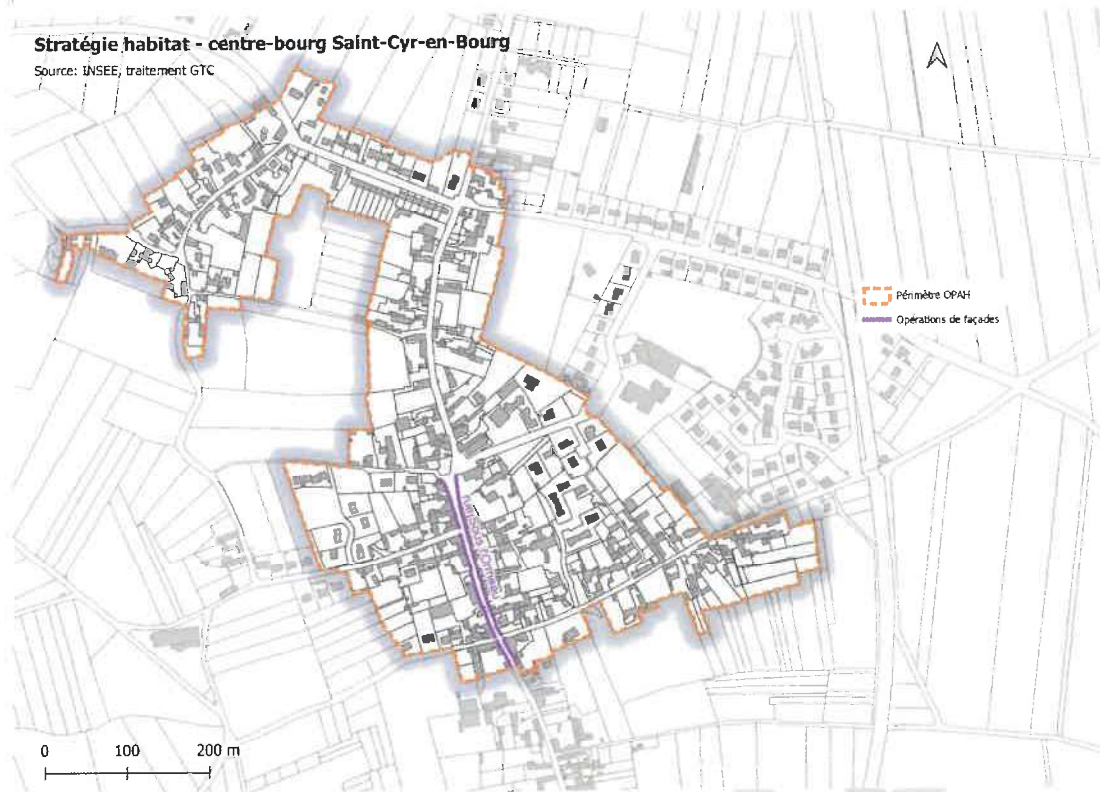 Stratégie habitat - centre-bourg Saint-Cyr-en-Bourg
Source: INSEE, traitement GTC
Périmètre OPAH
Opérations de façades
0 100 200 m